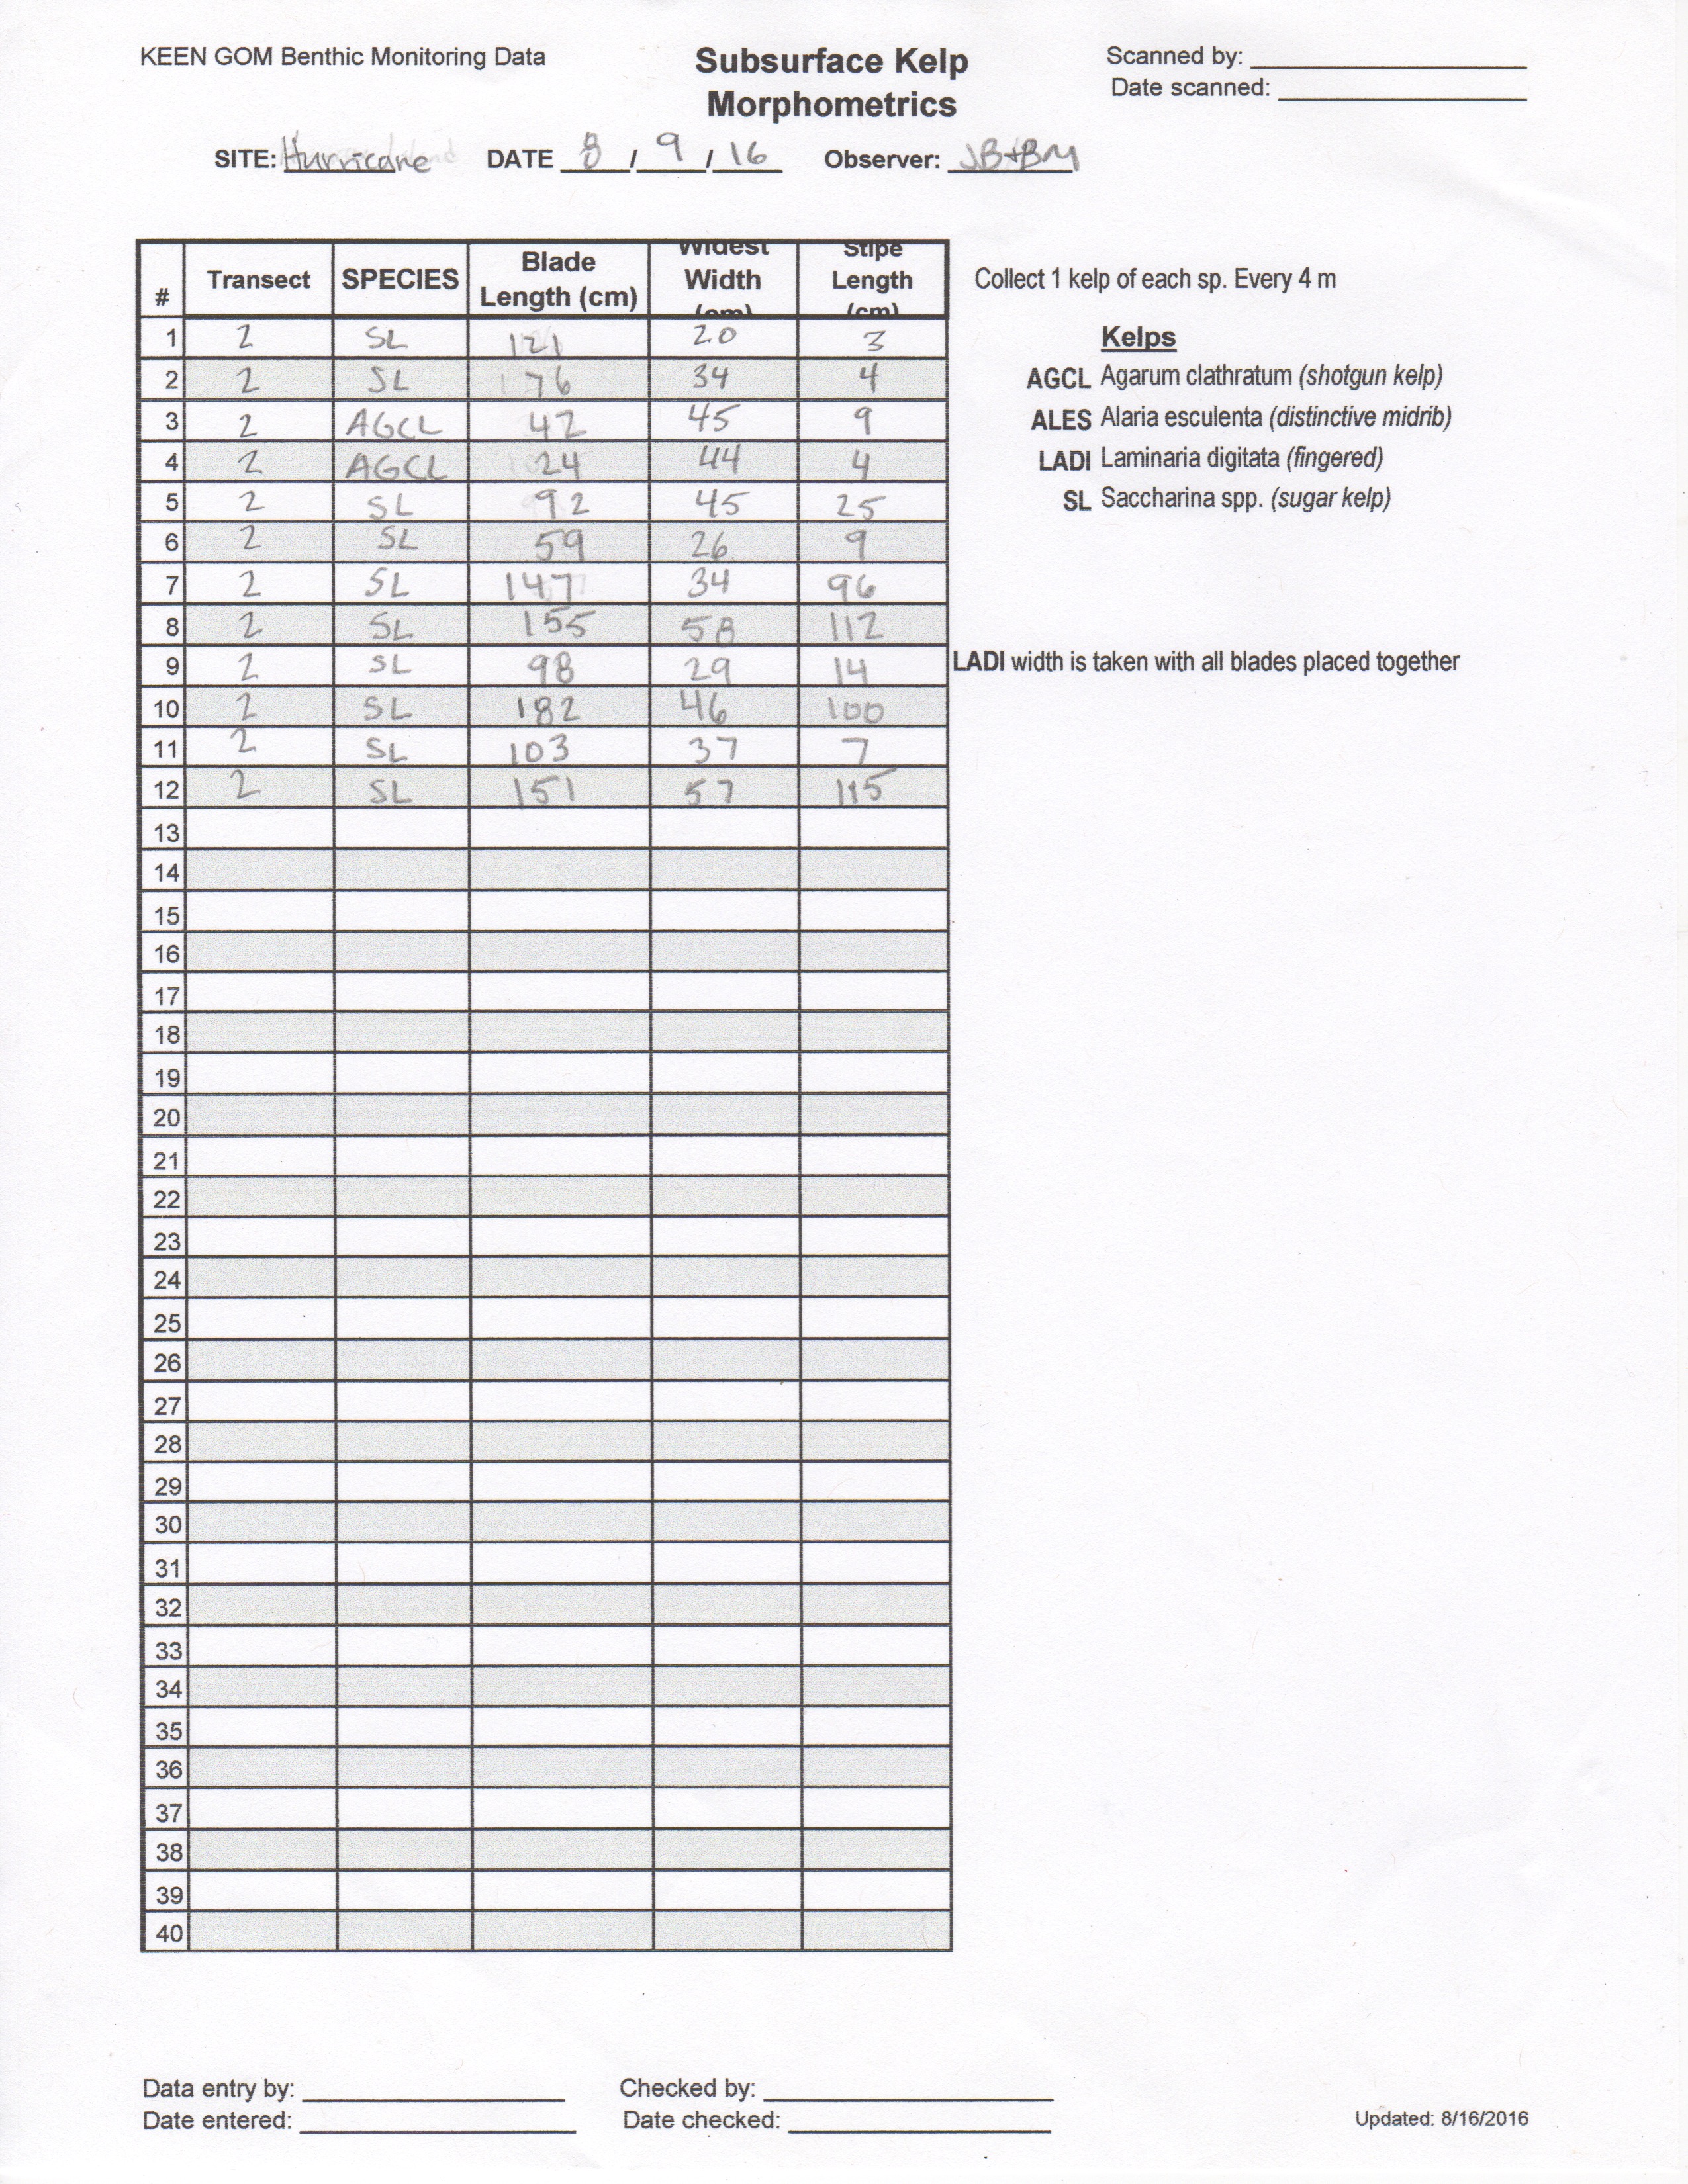 KEEN GOM Benthic Monitoring Data
Subsurface Kelp
Morphometrics
Scanned by:
Date scanned:
SITE: Hurricane DATE 8 / 9 / 16 Observer: JB+BM
# Transect SPECIES Blade Length (cm) Widest Width (cm) Stipe Length (cm)
Collect 1 kelp of each sp. Every 4 m
1 2 SL 121 20 3
Kelps
2 2 SL 76 34 4
AGCL Agarum clathratum (shotgun kelp)
3 2 AGCL 42 45 9
ALES Alaria esculenta (distinctive midrib)
4 2 AGCL 24 44 4
LADI Laminaria digitata (fingered)
5 2 SL 92 45 25
SL Saccharina spp. (sugar kelp)
6 2 SL 59 26 9
7 2 SL 147 34 96
8 2 SL 155 58 112
9 2 SL 98 29 14
LADI width is taken with all blades placed together
10 2 SL 182 46 100
11 2 SL 103 37 7
12 2 SL 151 57 115
13
14
15
16
17
18
19
20
21
22
23
24
25
26
27
28
29
30
31
32
33
34
35
36
37
38
39
40
Data entry by: Checked by:
Date entered: Date checked:
Updated: 8/16/2016